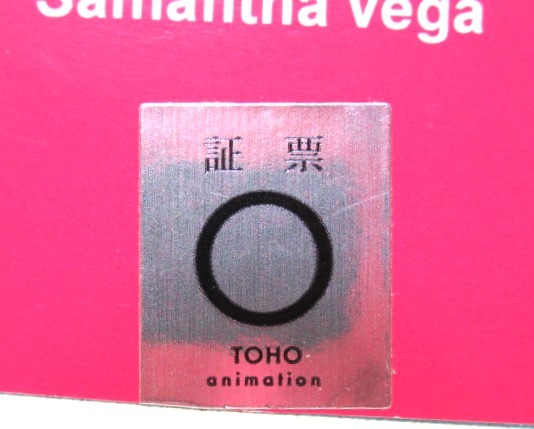 Samantha Vega
証 票
TOHO
animation